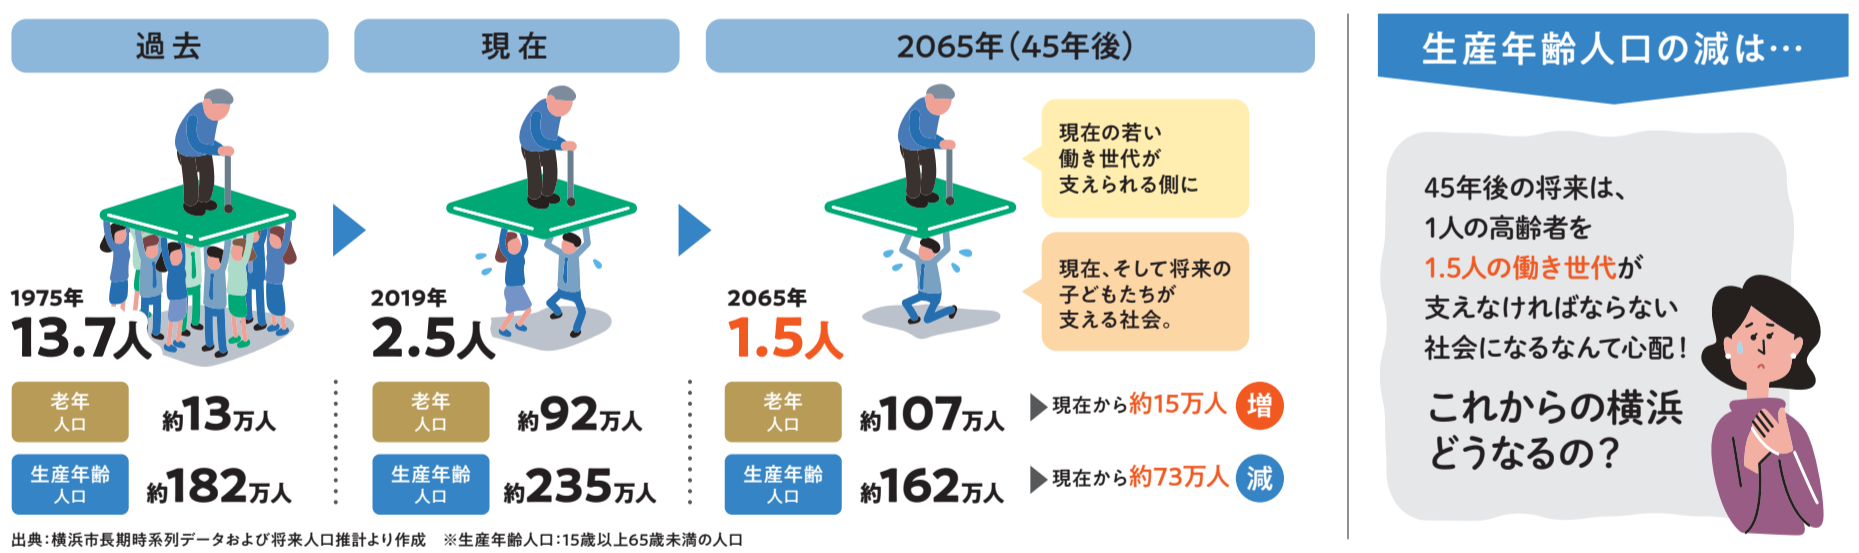 過去
1975年
13.7人
老年
人口
約13万人
生産年齢
人口
約182万人
現在
2019年
2.5人
老年
人口
約92万人
生産年齢
人口
約235万人
2065年(45年後)
現在の若い
働き世代が
支えられる側に
現在、そして将来の
子どもたちが
支える社会。
2065年
1.5人
老年
人口
約107万人
現在から約15万人 増
生産年齢
人口
約162万人
現在から約73万人 減
出典:横浜市長期時系列データおよび将来人口推計より作成 ※生産年齢人口:15歳以上65歳未満の人口
生産年齢人口の減は…
45年後の将来は、
1人の高齢者を
1.5人の働き世代が
支えなければならない
社会になるなんて心配!
これからの横浜
どうなるの?